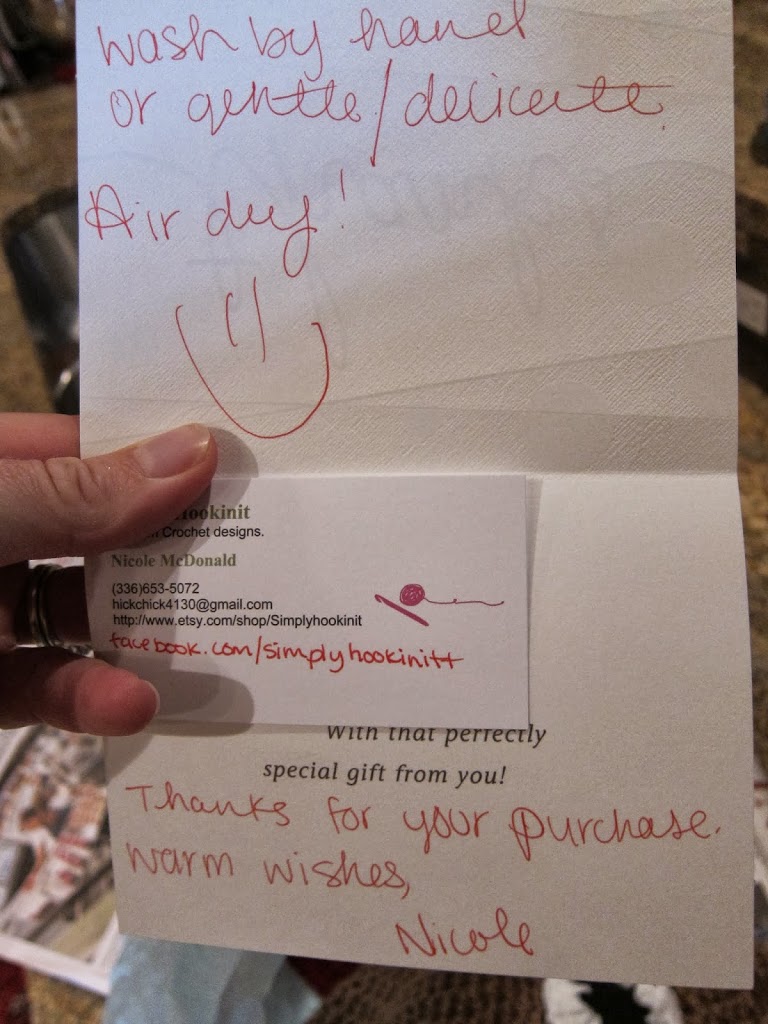 wash by hand
or gentle/delicate.
Air dry!
Hookinit
Crochet designs.
Nicole McDonald
(336)653-5072
hickchick4130@gmail.com
http://www.etsy.com/shop/Simplyhookinit
facebook.com/simplyhookinitt
With that perfectly
special gift from you!
Thanks for your purchase.
warm wishes,
Nicole